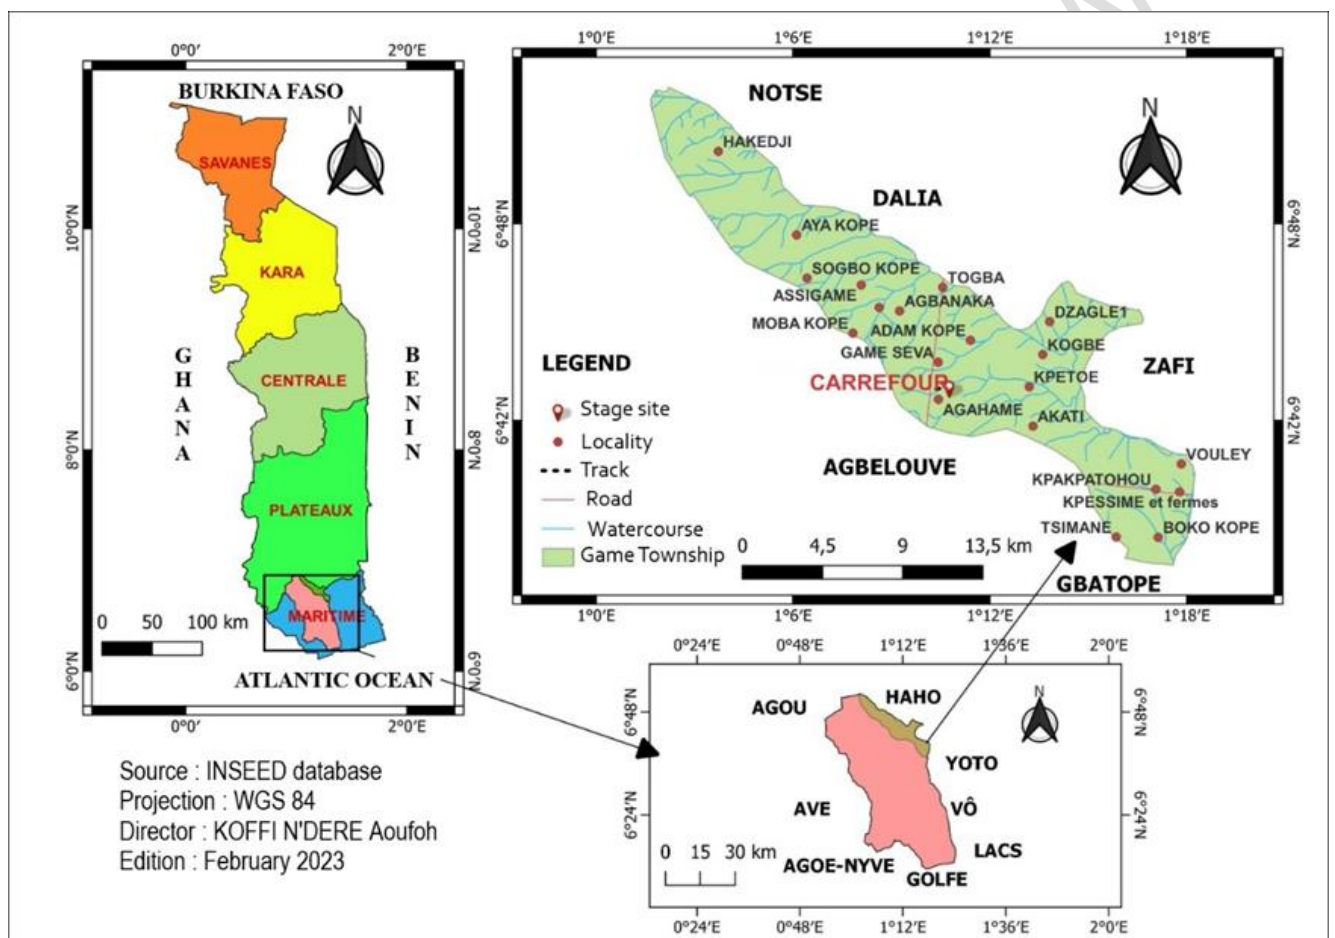 0°0′ 2°0′E
BURKINA FASO
N
SAVANES
10°0′N
10°0′N
KARA
GHANA
BENIN
CENTRALE
8°0′N
8°0′N
PLATEAUX
MARITIME
0 50 100 km
6°0′N
6°0′N
ATLANTIC OCEAN
0°0′ 2°0′E
Source : INSEED database
Projection : WGS 84
Director : KOFFI N'DERE Aoufoh
Edition : February 2023
1°0′E 1°6′E 1°12′E 1°18′E
NOTSE
N
HAKEDJI
DALIA
6°48′N
6°48′N
AYA KOPE
SOGBO KOPE
TOGBA
ASSIGAME
AGBANAKA
DZAGLE1
MOBA KOPE
ADAM KOPE
KOGBE
GAME SEVA
ZAFI
CARREFOUR
KPETOE
AGAHAME
AKATI
6°42′N
6°42′N
AGBELOUVE
VOULEY
KPAKPATOHOU
KPESSIME et fermes
TSIMANE
BOKO KOPE
GBATOPE
LEGEND
Stage site
Locality
Track
Road
Watercourse
Game Township
0 4,5 9 13,5 km
1°0′E 1°6′E 1°12′E 1°18′E
0°24′E 0°48′E 1°12′E 1°36′E 2°0′E
AGOU
HAHO
N
6°48′N
6°48′N
YOTO
AVE
VÔ
6°24′N
6°24′N
LACS
AGOE-NYVE
GOLFE
0 15 30 km
0°24′E 0°48′E 1°12′E 1°36′E 2°0′E